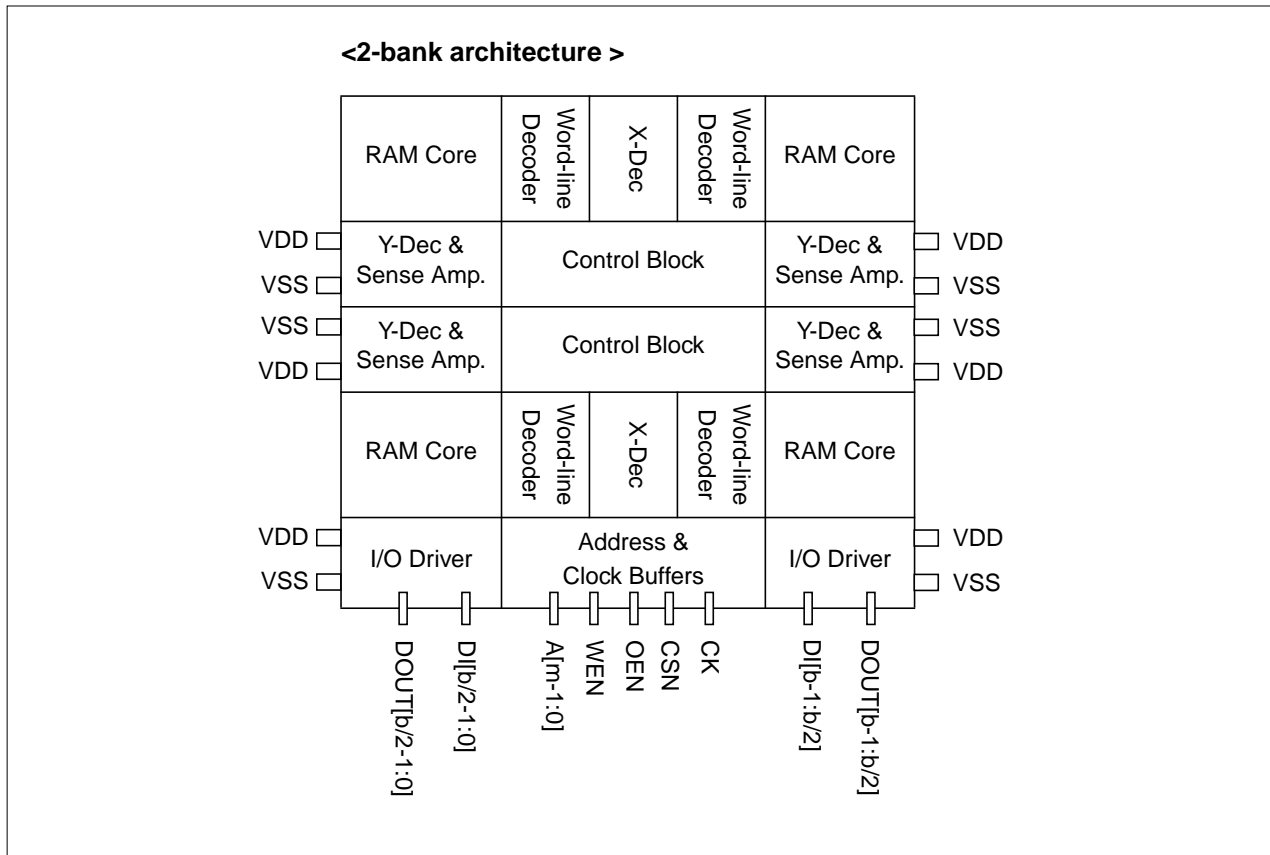 <2-bank architecture >
RAM Core
Word-line
Decoder
X-Dec
Word-line
Decoder
RAM Core
VDD
VSS
Y-Dec &
Sense Amp.
Control Block
Y-Dec &
Sense Amp.
VDD
VSS
VSS
VDD
Y-Dec &
Sense Amp.
Control Block
Y-Dec &
Sense Amp.
VSS
VDD
RAM Core
Word-line
Decoder
X-Dec
Word-line
Decoder
RAM Core
VDD
VSS
I/O Driver
Address &
Clock Buffers
I/O Driver
VDD
VSS
DOUT[b/2-1:0]
DI[b/2-1:0]
A[m-1:0]
WEN
OEN
CSN
CK
DI[b-1:b/2]
DOUT[b-1:b/2]